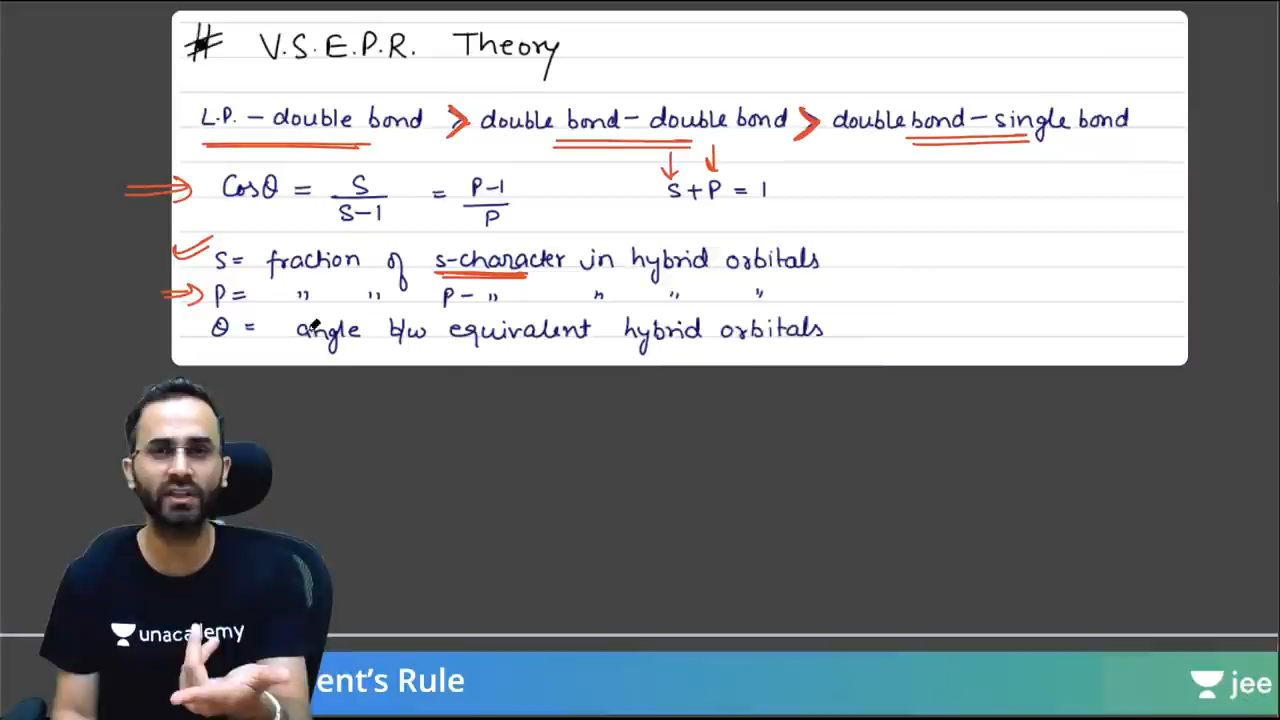 # V.S.E.P.R. Theory
L.P. - double bond > double bond - double bond > double bond - single bond
Cosθ = S/S-1 = P-1/P S+P = 1
S = fraction of s-character in hybrid orbitals
P = " " P- " " " "
θ = angle b/w equivalent hybrid orbitals
unacademy
ent's Rule
jee